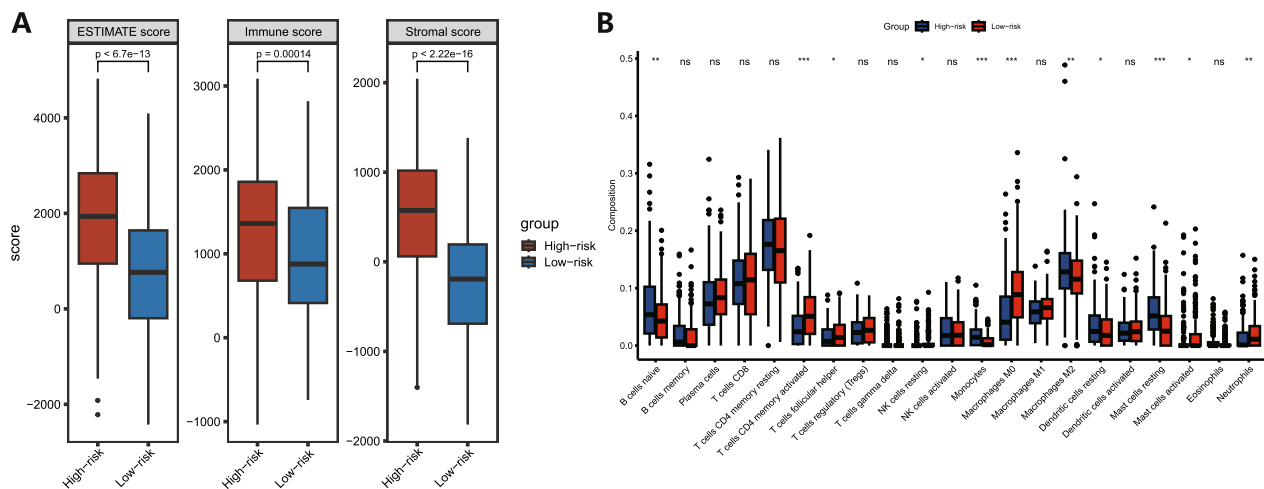 A
ESTIMATE score
Immune score
Stromal score
p < 6.7e−13
p = 0.00014
p < 2.22e−16
score
4000
2000
0
−2000
3000
2000
1000
0
−1000
2000
1000
0
−1000
−2000
High−risk
Low−risk
High−risk
Low−risk
High−risk
Low−risk
group
High−risk
Low−risk
B
Group
High−risk
Low−risk
Composition
0.5
0.4
0.3
0.2
0.1
0.0
** ns ns ns ns *** * ns ns * ns *** *** ns ** * ns *** * ns **
B cells naive
B cells memory
Plasma cells
T cells CD8
T cells CD4 memory resting
T cells CD4 memory activated
T cells follicular helper
T cells regulatory (Tregs)
T cells gamma delta
NK cells resting
NK cells activated
Monocytes
Macrophages M0
Macrophages M1
Macrophages M2
Dendritic cells resting
Dendritic cells activated
Mast cells resting
Mast cells activated
Eosinophils
Neutrophils